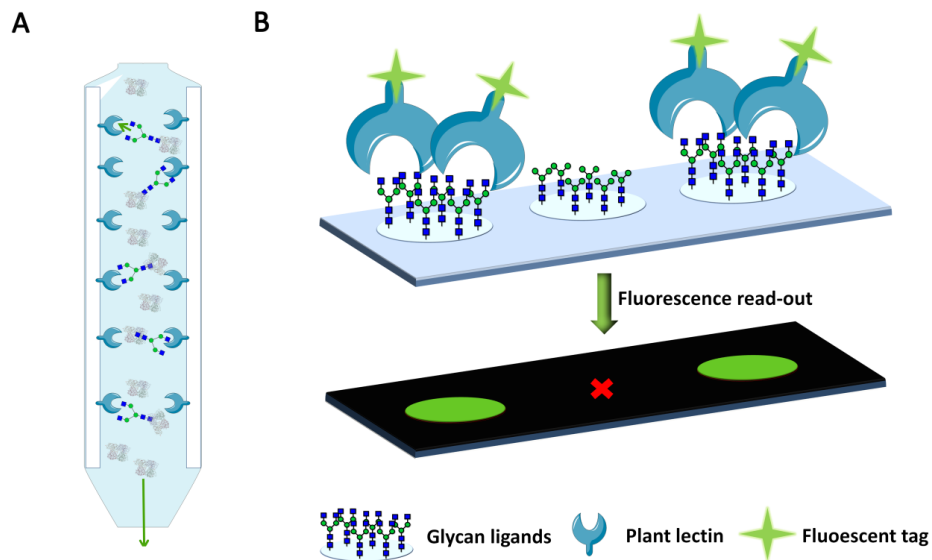 A
B
Fluorescence read-out
Glycan ligands
Plant lectin
Fluoescent tag